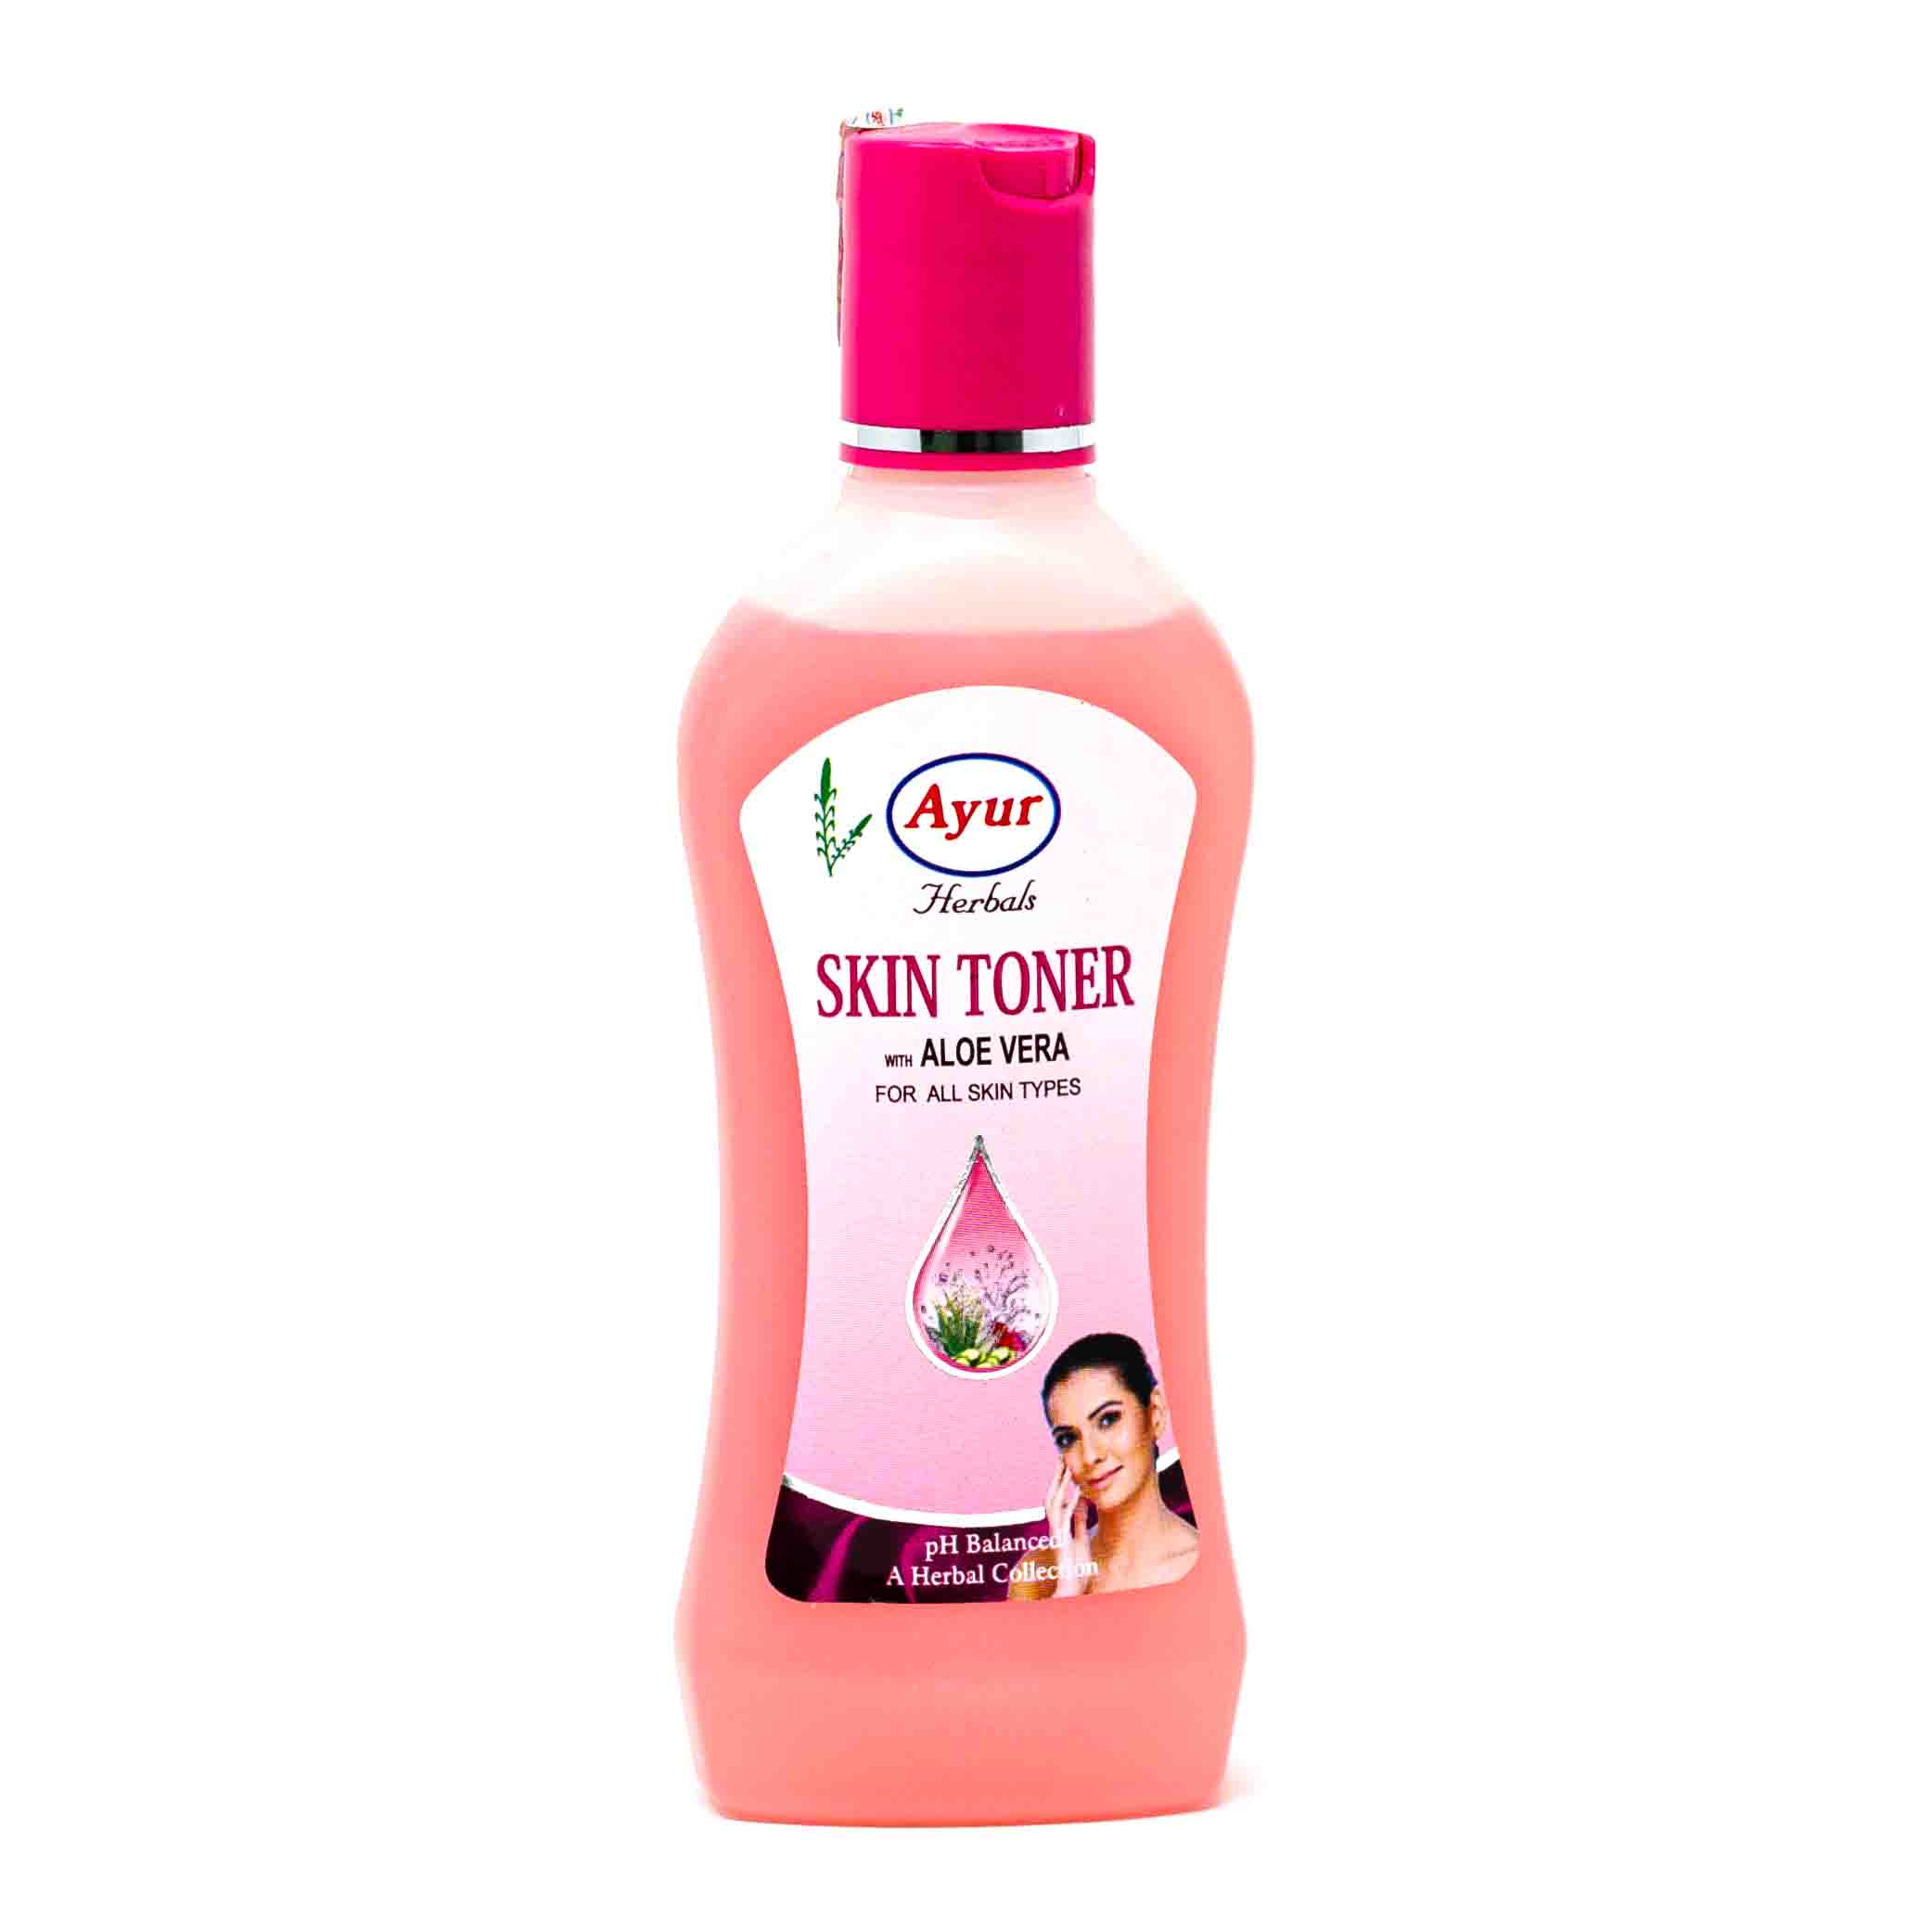 Ayur
Herbals
SKIN TONER
WITH ALOE VERA
FOR ALL SKIN TYPES
pH Balanced
A Herbal Collection